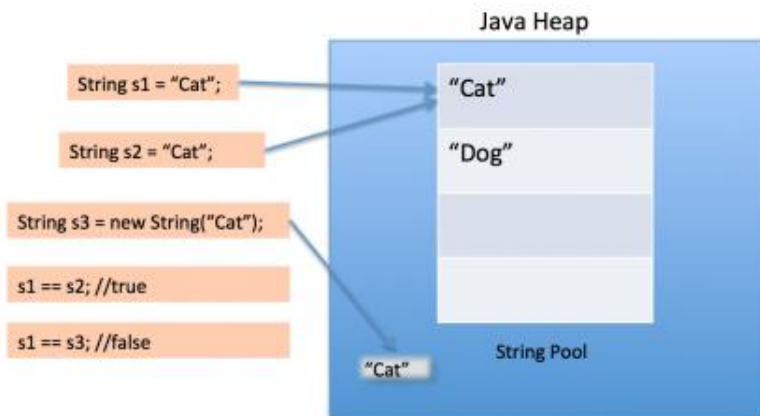 Java Heap
String s1 = “Cat”;
String s2 = “Cat”;
String s3 = new String(“Cat”);
s1 == s2; //true
s1 == s3; //false
“Cat”
“Dog”
“Cat”
String Pool